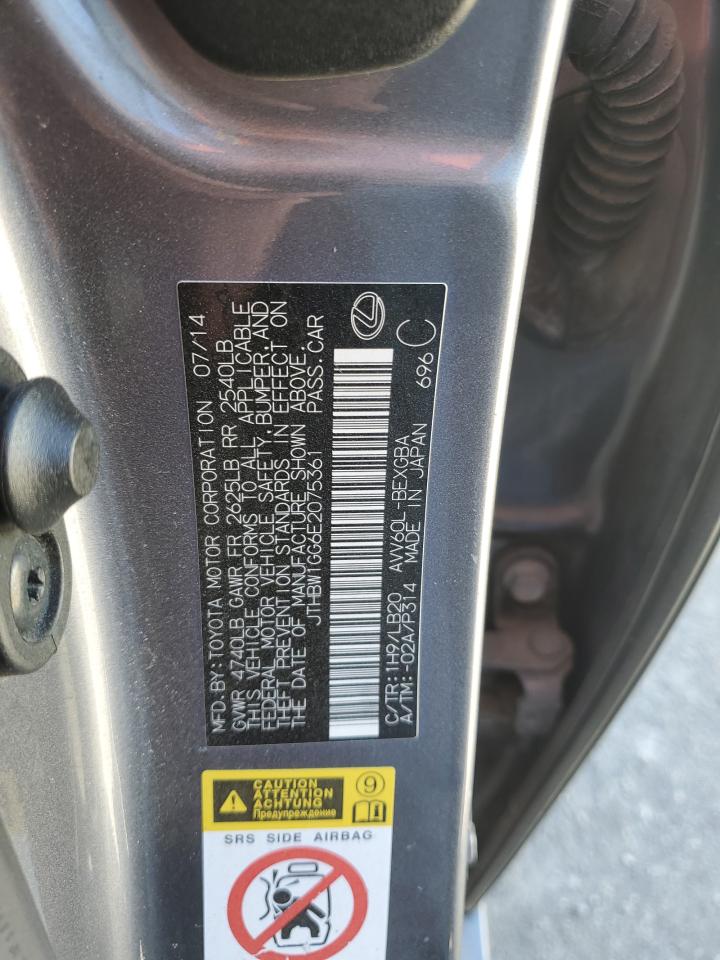 MFD.BY:TOYOTA MOTOR CORPORATION 07/14
GVWR 4740LB GAWR FR 2625LB RR 2540LB
THIS VEHICLE CONFORMS TO ALL APPLICABLE
FEDERAL MOTOR VEHICLE SAFETY, BUMPER, AND
THEFT PREVENTION STANDARDS IN EFFECT ON
THE DATE OF MANUFACTURE SHOWN ABOVE.
JTHBW1GG6E2075361 PASS.CAR
C/TR:1H9/LB20 AVV60L-BEXGBA 696 C
A/TM:-02A/P314 MADE IN JAPAN
CAUTION
ATTENTION
ACHTUNG
Предупреждение
9
SRS SIDE AIRBAG